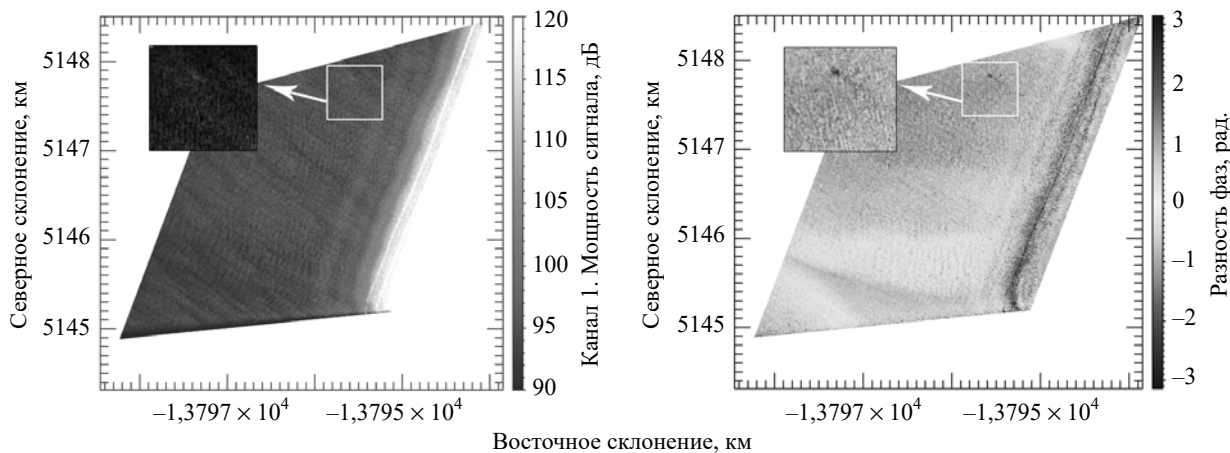 Северное склонение, км
5148
5147
5146
5145
–1,3797 × 10⁴
–1,3795 × 10⁴
120
115
110
105
100
95
90
Канал 1. Мощность сигнала, дБ
Северное склонение, км
5148
5147
5146
5145
–1,3797 × 10⁴
–1,3795 × 10⁴
3
2
1
0
–1
–2
–3
Разность фаз, рад.
Восточное склонение, км